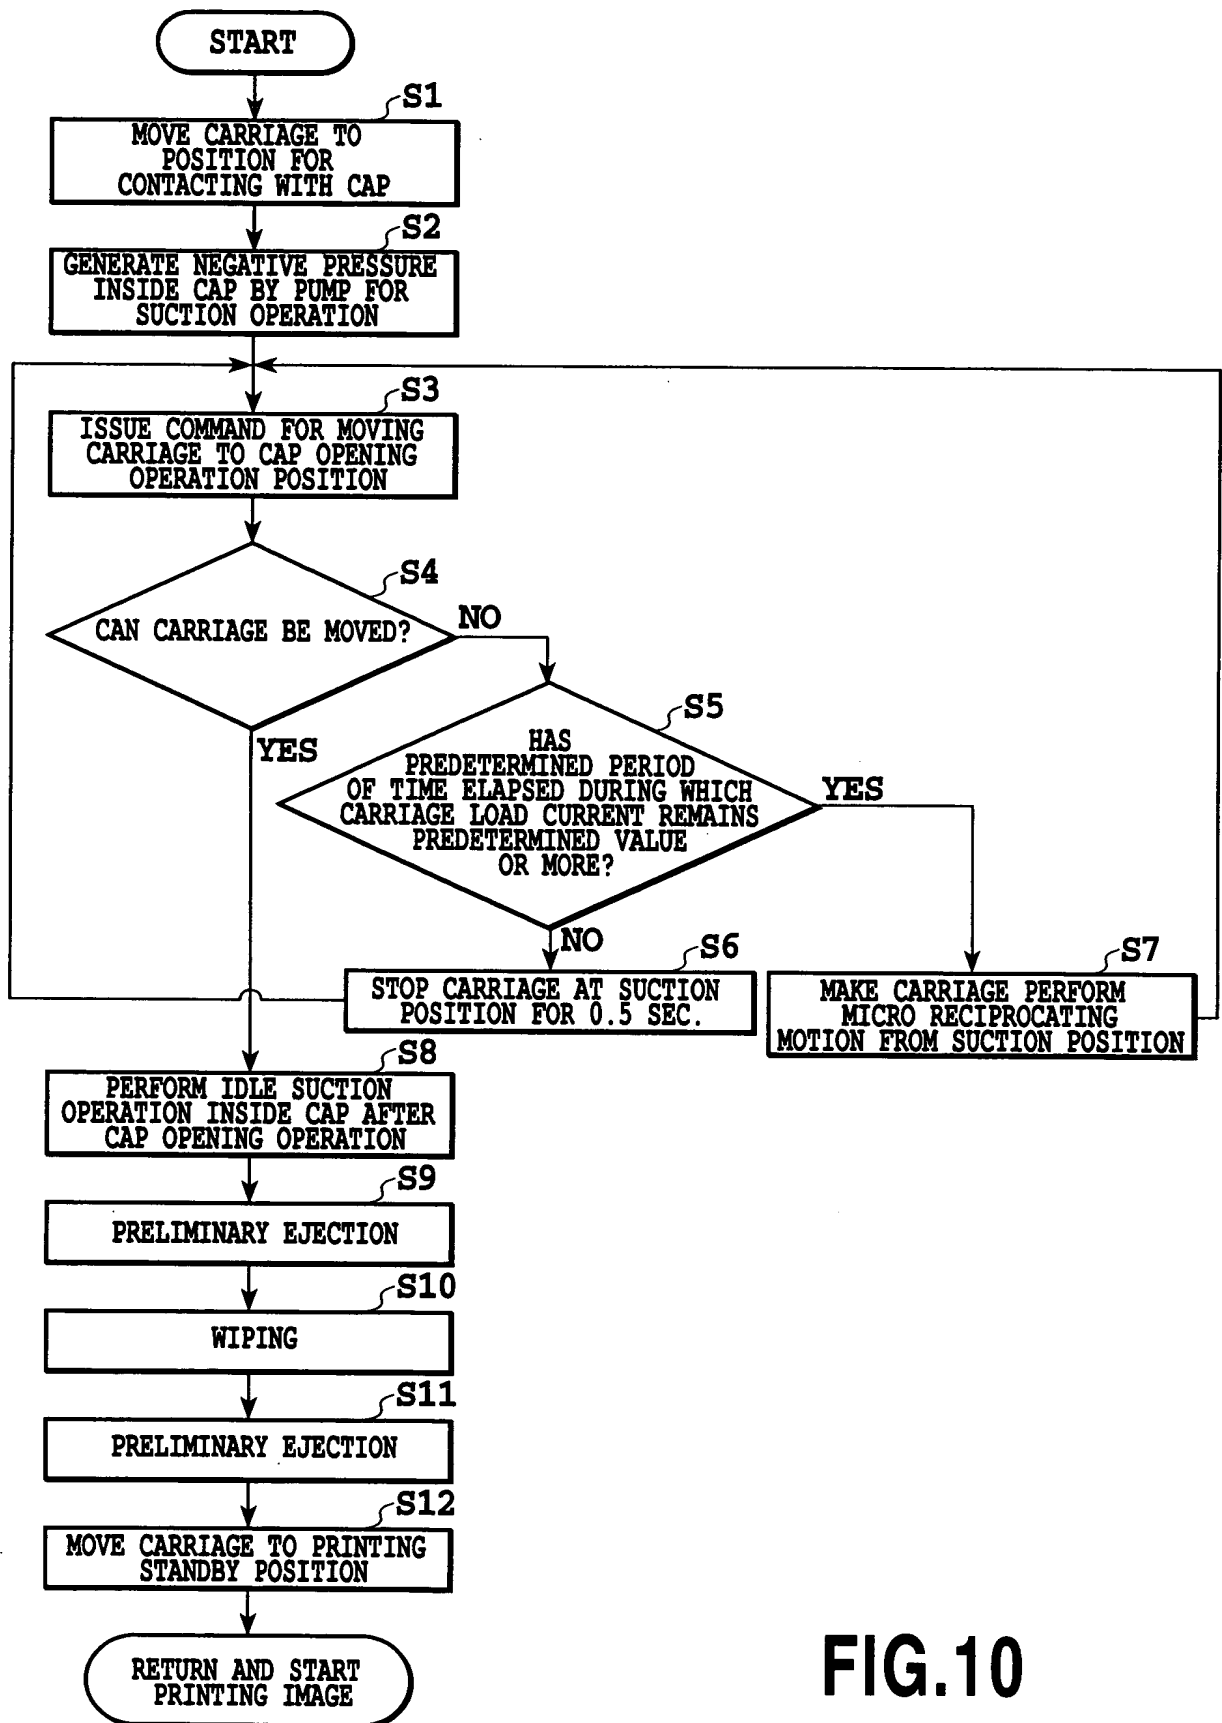 START
S1
MOVE CARRIAGE TO
POSITION FOR
CONTACTING WITH CAP
S2
GENERATE NEGATIVE PRESSURE
INSIDE CAP BY PUMP FOR
SUCTION OPERATION
S3
ISSUE COMMAND FOR MOVING
CARRIAGE TO CAP OPENING
OPERATION POSITION
S4
CAN CARRIAGE BE MOVED?
NO
YES
S5
HAS
PREDETERMINED PERIOD
OF TIME ELAPSED DURING WHICH
CARRIAGE LOAD CURRENT REMAINS
PREDETERMINED VALUE
OR MORE?
YES
NO
S6
STOP CARRIAGE AT SUCTION
POSITION FOR 0.5 SEC.
S7
MAKE CARRIAGE PERFORM
MICRO RECIPROCATING
MOTION FROM SUCTION POSITION
S8
PERFORM IDLE SUCTION
OPERATION INSIDE CAP AFTER
CAP OPENING OPERATION
S9
PRELIMINARY EJECTION
S10
WIPING
S11
PRELIMINARY EJECTION
S12
MOVE CARRIAGE TO PRINTING
STANDBY POSITION
RETURN AND START
PRINTING IMAGE
FIG.10